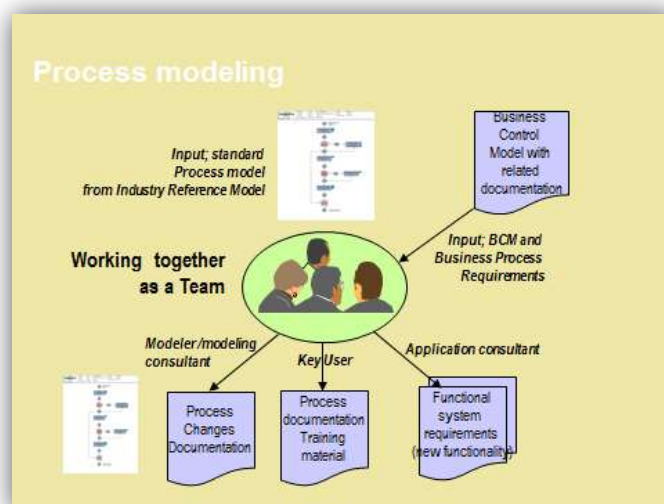 Process modeling
Input; standard
Process model
from Industry Reference Model
Business
Control
Model with
related
documentation
Working together
as a Team
Input; BCM and
Business Process
Requirements
Modeler/modeling
consultant
Key User
Application consultant
Process
Changes
Documentation
Process
documentation
Training
material
Functional
system
requirements
(new functionality)